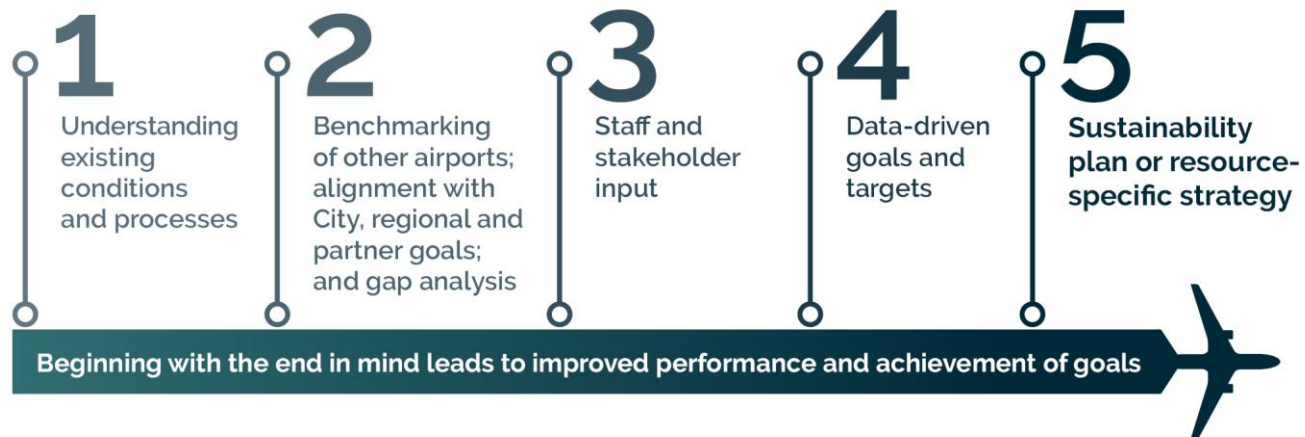 1
Understanding
existing
conditions
and processes
2
Benchmarking
of other airports;
alignment with
City, regional and
partner goals;
and gap analysis
3
Staff and
stakeholder
input
4
Data-driven
goals and
targets
5
Sustainability
plan or resource-
specific strategy
Beginning with the end in mind leads to improved performance and achievement of goals